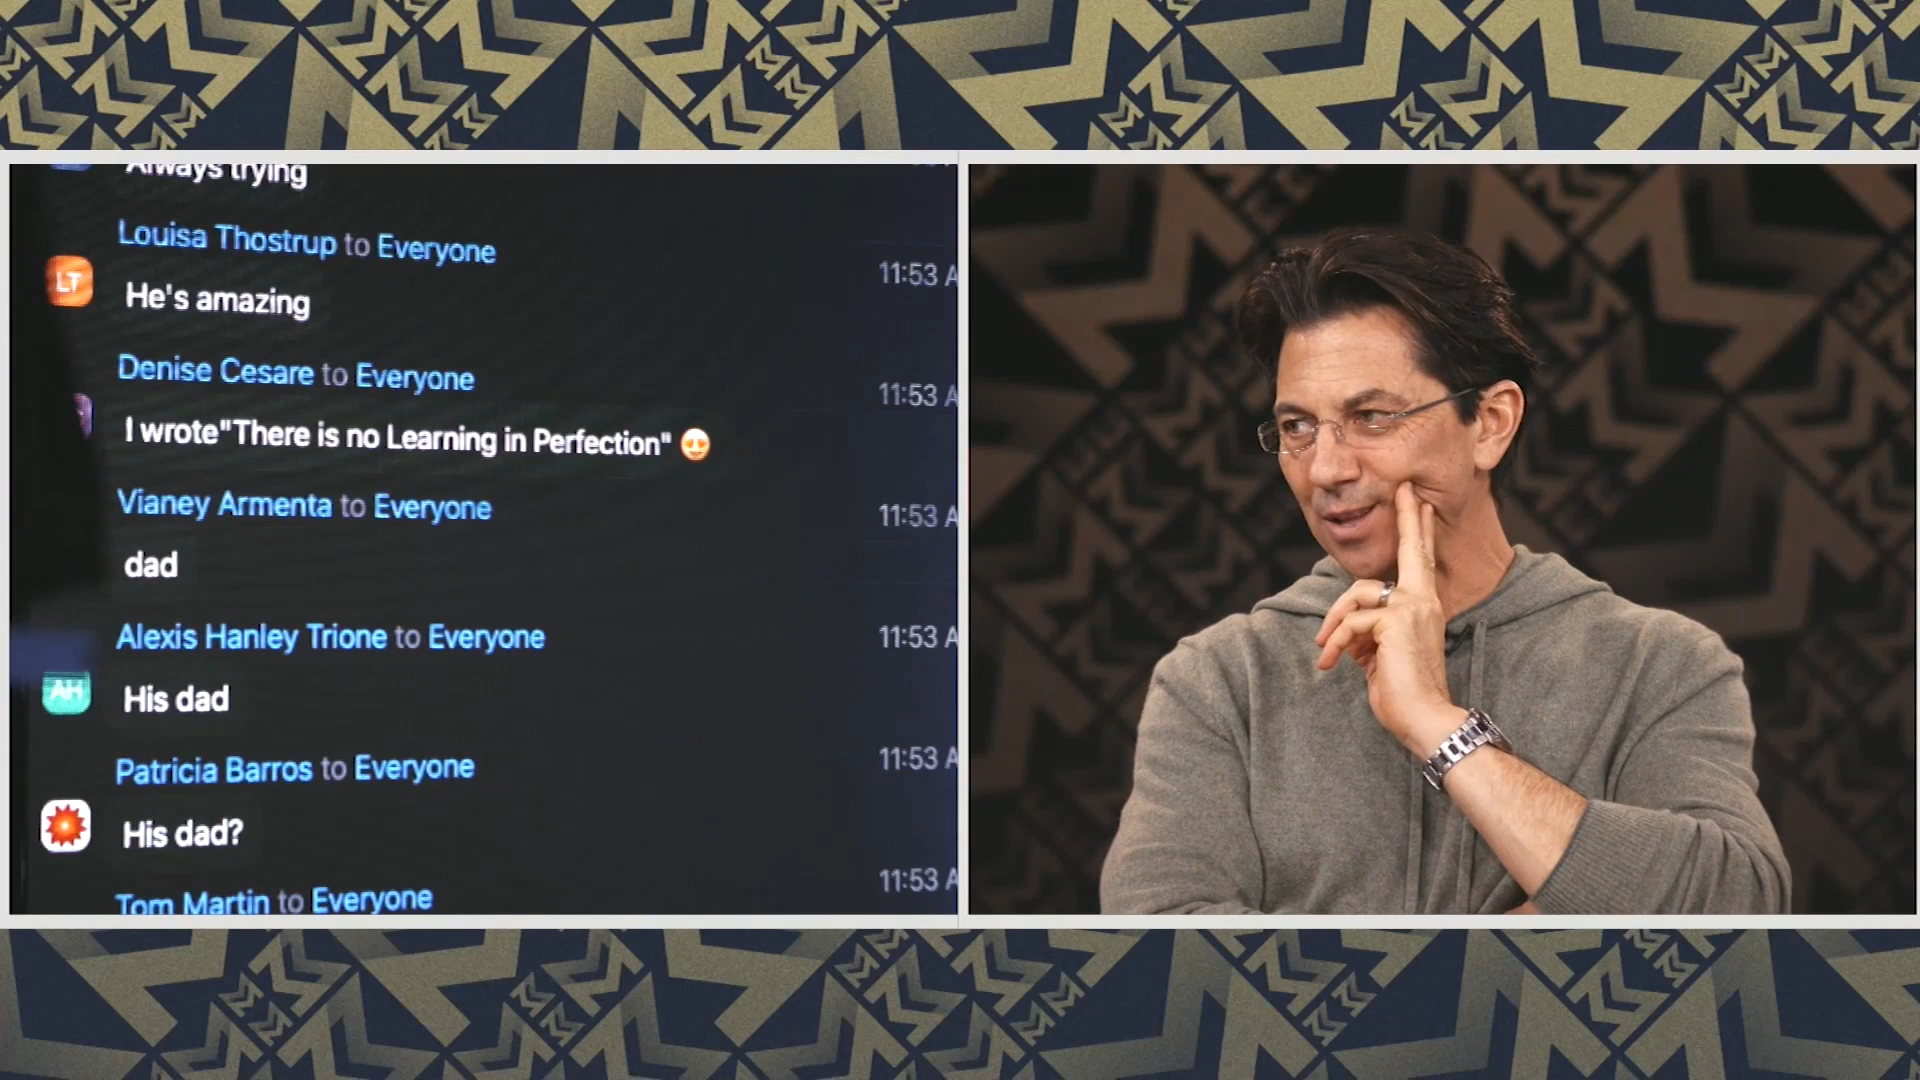 Always trying
Louisa Thostrup to Everyone
11:53 A
LT
He's amazing
Denise Cesare to Everyone
11:53 A
I wrote"There is no Learning in Perfection" 😍
Vianey Armenta to Everyone
11:53 A
dad
Alexis Hanley Trione to Everyone
11:53 A
AH
His dad
Patricia Barros to Everyone
11:53 A
His dad?
Tom Martin to Everyone
11:53 A